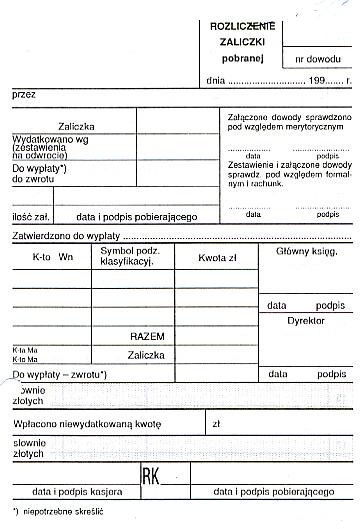 ROZLICZENIE
ZALICZKI
pobranej
nr dowodu
dnia ............................ 199....... r.
przez
Zaliczka
Wydatkowano wg
(zestawienia
na odwrocie)
Do wypłaty*)
do zwrotu
ilość zał.
data i podpis pobierającego
Załączone dowody sprawdzono
pod względem merytorycznym
data podpis
Zestawienie i załączone dowody
sprawdz. pod względem formal-
nym i rachunk.
data podpis
Zatwierdzono do wypłaty ..........................................................................
K-to Wn
Symbol podz.
klasyfikacyj.
Kwota zł
Główny księg.
data podpis
Dyrektor
RAZEM
K-to Ma
K-to Ma
Zaliczka
Do wypłaty – zwrotu*)
data podpis
ownie
złotych
Wpłacono niewydatkowaną kwotę zł
słownie
złotych
RK
data i podpis kasjera
data i podpis pobierającego
*) niepotrzebne skreślić